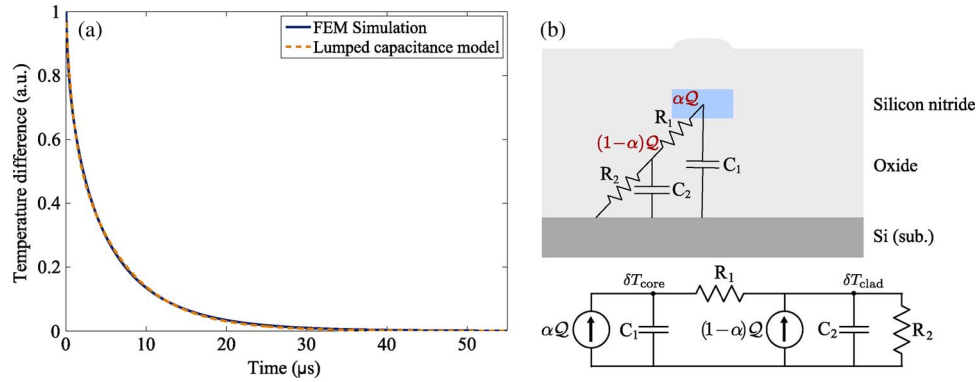 (a)
FEM Simulation
Lumped capacitance model
Temperature difference (a.u.)
1
0.8
0.6
0.4
0.2
0
0
10
20
30
40
50
Time (µs)
(b)
α𝒬
R₁
(1−α)𝒬
R₂
C₂
C₁
Silicon nitride
Oxide
Si (sub.)
δT_core
R₁
δT_clad
α𝒬
C₁
(1−α)𝒬
C₂
R₂